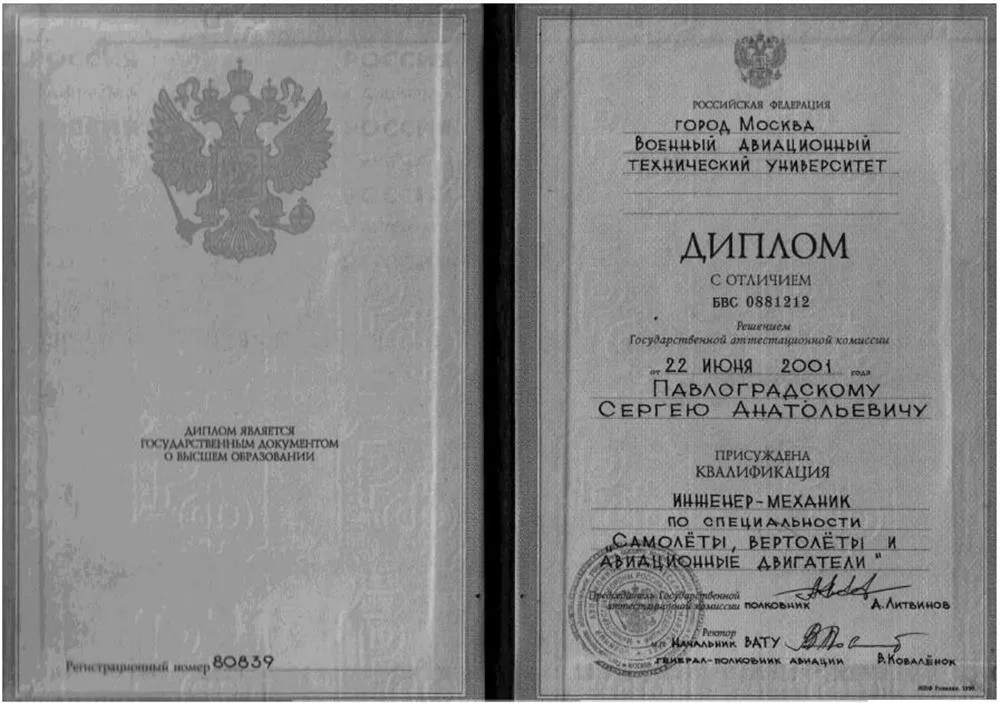 ДИПЛОМ ЯВЛЯЕТСЯ
ГОСУДАРСТВЕННЫМ ДОКУМЕНТОМ
О ВЫСШЕМ ОБРАЗОВАНИИ
Регистрационный номер 80839
РОССИЙСКАЯ ФЕДЕРАЦИЯ
ГОРОД МОСКВА
ВОЕННЫЙ АВИАЦИОННЫЙ
ТЕХНИЧЕСКИЙ УНИВЕРСИТЕТ
ДИПЛОМ
С ОТЛИЧИЕМ
БВС 0881212
Решением
Государственной аттестационной комиссии
от 22 ИЮНЯ 2001 года
ПАВЛОГРАДСКОМУ
СЕРГЕЮ АНАТОЛЬЕВИЧУ
ПРИСУЖДЕНА
КВАЛИФИКАЦИЯ
ИНЖЕНЕР-МЕХАНИК
ПО СПЕЦИАЛЬНОСТИ
„САМОЛЁТЫ, ВЕРТОЛЁТЫ И
АВИАЦИОННЫЕ ДВИГАТЕЛИ"
Председатель Государственной
аттестационной комиссии ПОЛКОВНИК А.ЛИТВИНОВ
Ректор
НАЧАЛЬНИК ВАТУ
ГЕНЕРАЛ-ПОЛКОВНИК АВИАЦИИ В.КОВАЛЁНОК